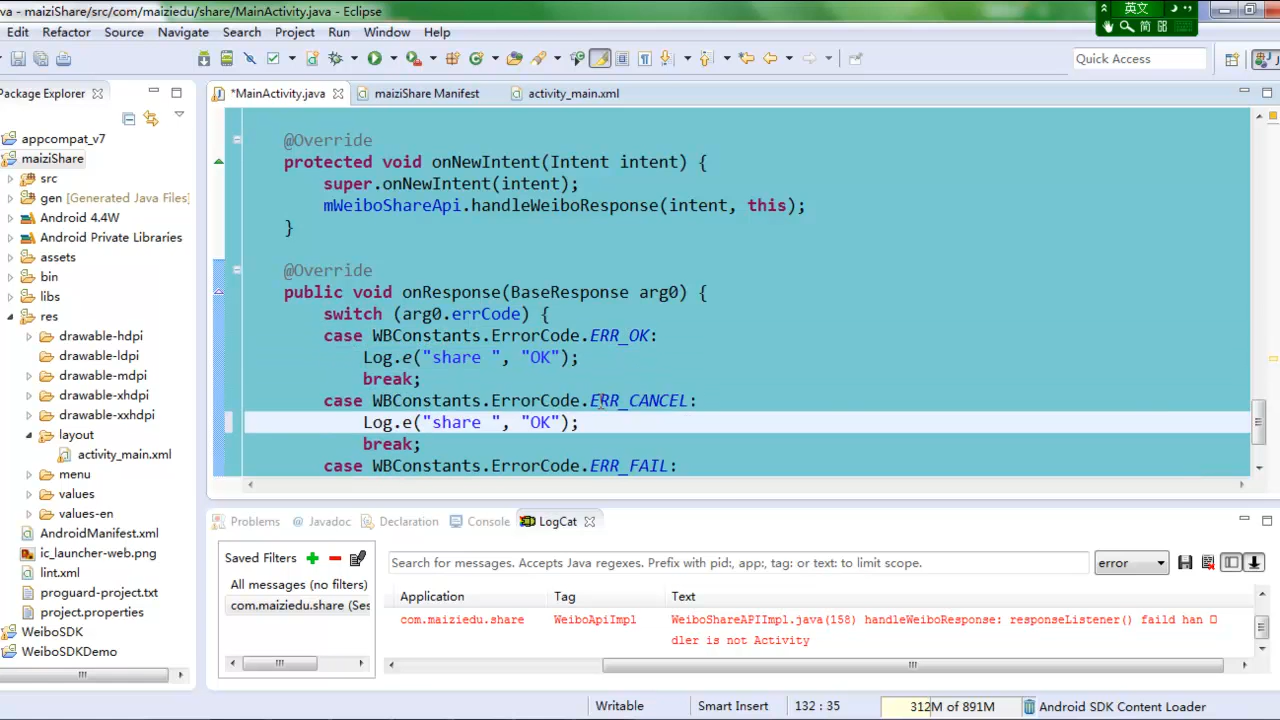 va - maiziShare/src/com/maiziedu/share/MainActivity.java - Eclipse
英文
简
Edit Refactor Source Navigate Search Project Run Window Help
Quick Access
Package Explorer
*MainActivity.java maiziShare Manifest activity_main.xml
appcompat_v7
maiziShare
src
gen [Generated Java Files]
Android 4.4W
Android Private Libraries
assets
bin
libs
res
drawable-hdpi
drawable-ldpi
drawable-mdpi
drawable-xhdpi
drawable-xxhdpi
layout
activity_main.xml
menu
values
values-en
AndroidManifest.xml
ic_launcher-web.png
lint.xml
proguard-project.txt
project.properties
WeiboSDK
WeiboSDKDemo
@Override
protected void onNewIntent(Intent intent) {
super.onNewIntent(intent);
mWeiboShareApi.handleWeiboResponse(intent, this);
}
@Override
public void onResponse(BaseResponse arg0) {
switch (arg0.errCode) {
case WBConstants.ErrorCode.ERR_OK:
Log.e("share ", "OK");
break;
case WBConstants.ErrorCode.ERR_CANCEL:
Log.e("share ", "OK");
break;
case WBConstants.ErrorCode.ERR_FAIL:
Problems Javadoc Declaration Console LogCat
Saved Filters
All messages (no filters)
com.maiziedu.share (Ses
Search for messages. Accepts Java regexes. Prefix with pid:, app:, tag: or text: to limit scope.
error
Application Tag Text
com.maiziedu.share WeiboApiImpl WeiboShareAPIImpl.java(158) handleWeiboResponse: responseListener() faild han
dler is not Activity
Writable Smart Insert 132 : 35 312M of 891M Android SDK Content Loader